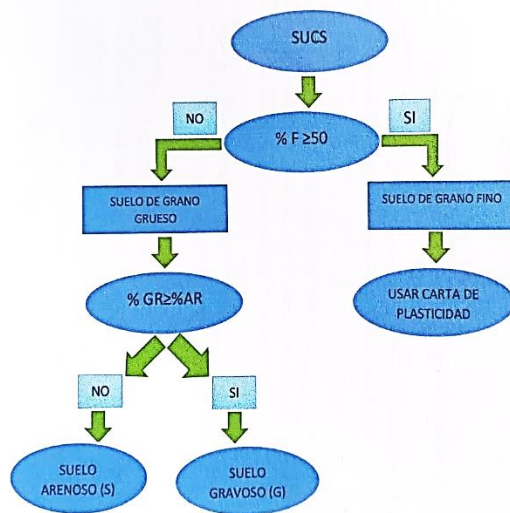 SUCS
NO
SI
% F ≥50
SUELO DE GRANO
GRUESO
SUELO DE GRANO FINO
% GR≥%AR
USAR CARTA DE
PLASTICIDAD
NO
SI
SUELO
ARENOSO (S)
SUELO
GRAVOSO (G)